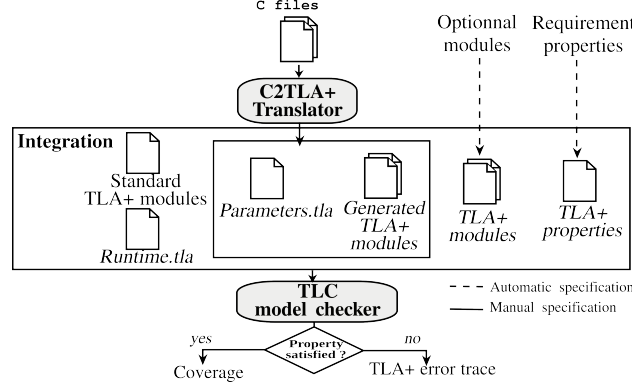 C files
Optionnal
modules
Requirement
properties
C2TLA+
Translator
Integration
Standard
TLA+ modules
Runtime.tla
Parameters.tla
Generated
TLA+
modules
TLA+
modules
TLA+
properties
TLC
model checker
Automatic specification
Manual specification
Property
satisfied ?
yes
no
Coverage
TLA+ error trace